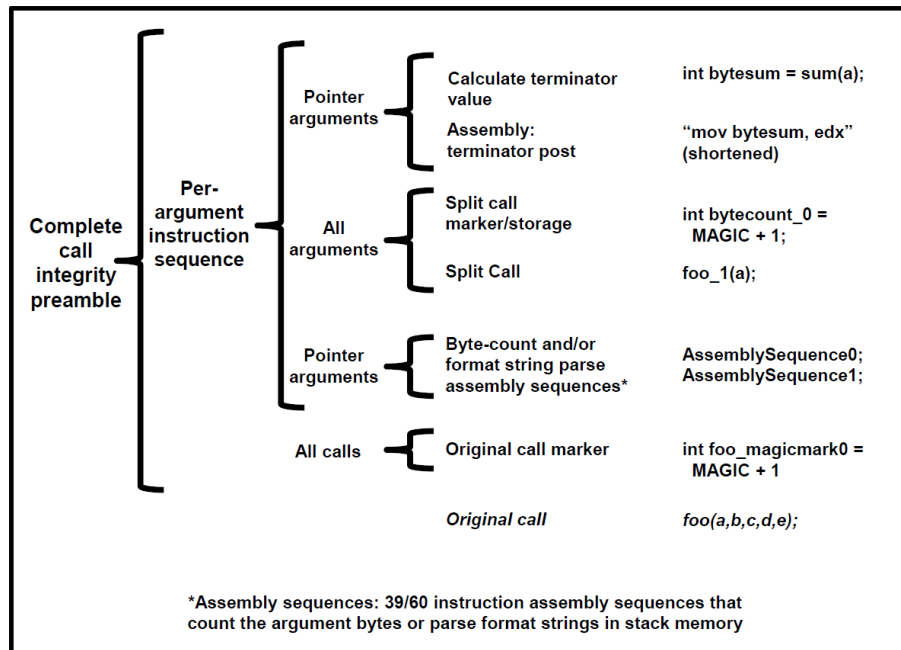 Complete
call
integrity
preamble
Per-
argument
instruction
sequence
Pointer
arguments
Calculate terminator
value
int bytesum = sum(a);
Assembly:
terminator post
“mov bytesum, edx”
(shortened)
All
arguments
Split call
marker/storage
int bytecount_0 =
MAGIC + 1;
Split Call
foo_1(a);
Pointer
arguments
Byte-count and/or
format string parse
assembly sequences*
AssemblySequence0;
AssemblySequence1;
All calls
Original call marker
int foo_magicmark0 =
MAGIC + 1
Original call
foo(a,b,c,d,e);
*Assembly sequences: 39/60 instruction assembly sequences that
count the argument bytes or parse format strings in stack memory